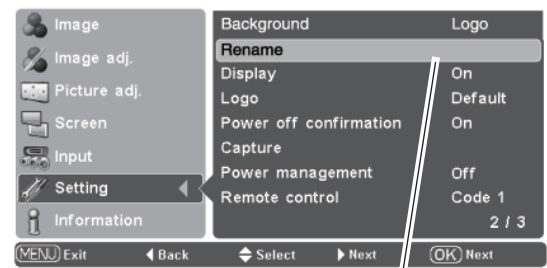 Image
Image adj.
Picture adj.
Screen
Input
Setting
Information
Background Logo
Rename
Display On
Logo Default
Power off confirmation On
Capture
Power management Off
Remote control Code 1
2 / 3
MENU Exit Back Select Next OK Next